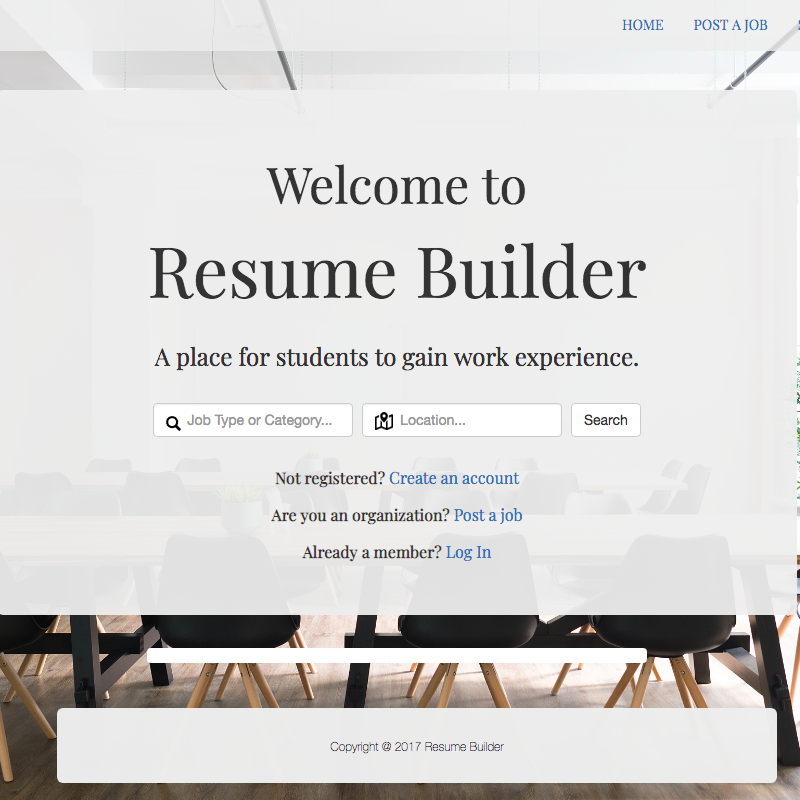 HOME POST A JOB
Welcome to
Resume Builder
A place for students to gain work experience.
Job Type or Category... Location... Search
Not registered? Create an account
Are you an organization? Post a job
Already a member? Log In
Copyright @ 2017 Resume Builder